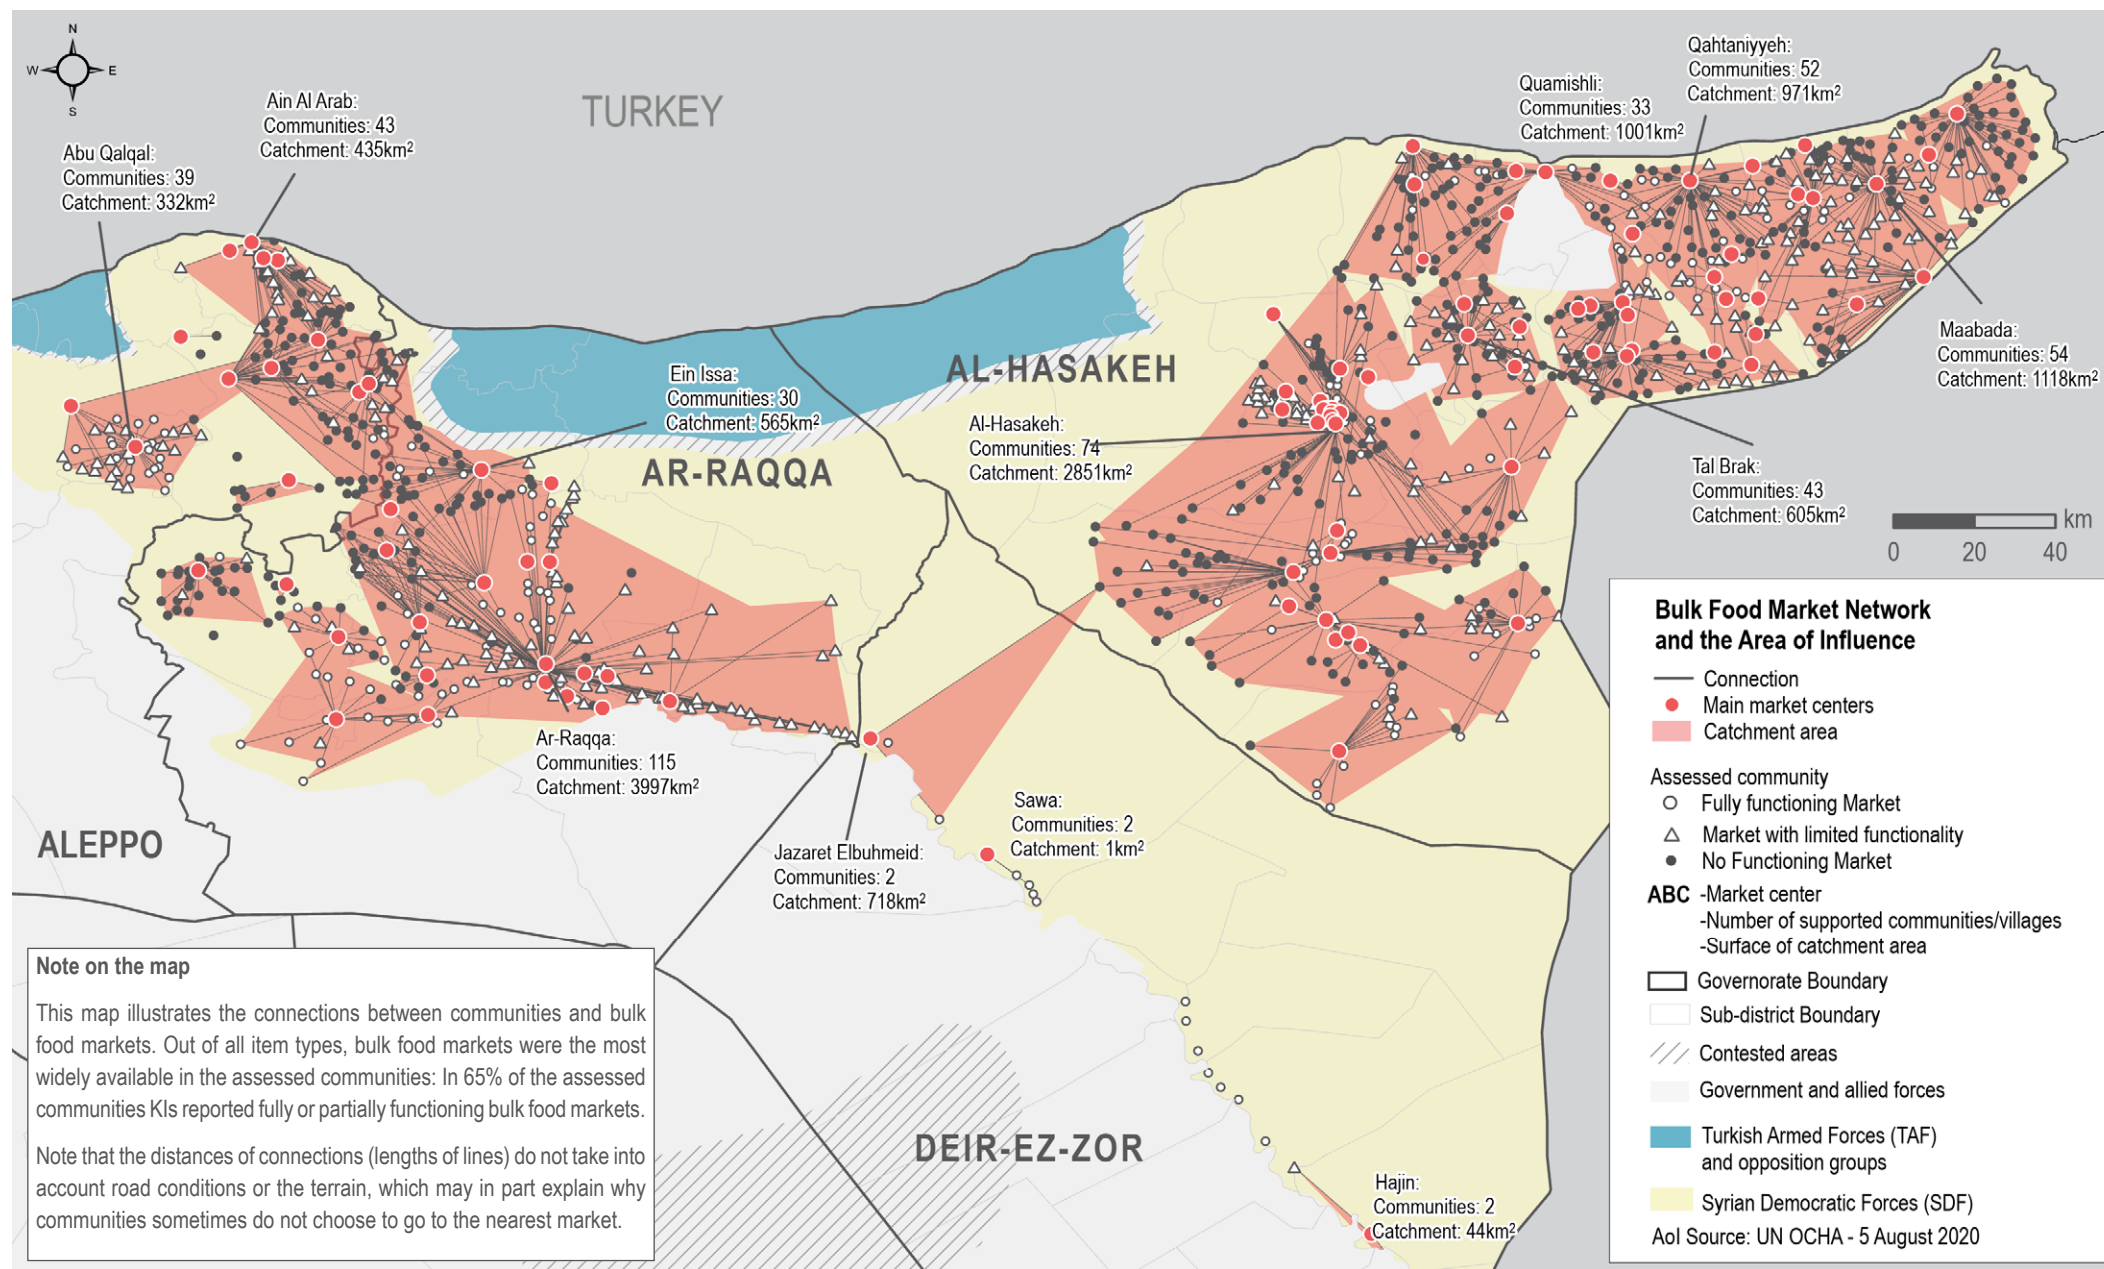 N
W
E
S
TURKEY
Ain Al Arab:
Communities: 43
Catchment: 435km²
Abu Qalqal:
Communities: 39
Catchment: 332km²
Qahtaniyyeh:
Communities: 52
Catchment: 971km²
Quamishli:
Communities: 33
Catchment: 1001km²
Maabada:
Communities: 54
Catchment: 1118km²
AL-HASAKEH
Ein Issa:
Communities: 30
Catchment: 565km²
AR-RAQQA
Al-Hasakeh:
Communities: 74
Catchment: 2851km²
Tal Brak:
Communities: 43
Catchment: 605km²
km
0 20 40
Ar-Raqqa:
Communities: 115
Catchment: 3997km²
Sawa:
Communities: 2
Catchment: 1km²
ALEPPO
Jazaret Elbuhmeid:
Communities: 2
Catchment: 718km²
DEIR-EZ-ZOR
Hajin:
Communities: 2
Catchment: 44km²
Note on the map
This map illustrates the connections between communities and bulk
food markets. Out of all item types, bulk food markets were the most
widely available in the assessed communities: In 65% of the assessed
communities KIs reported fully or partially functioning bulk food markets.
Note that the distances of connections (lengths of lines) do not take into
account road conditions or the terrain, which may in part explain why
communities sometimes do not choose to go to the nearest market.
Bulk Food Market Network
and the Area of Influence
Connection
Main market centers
Catchment area
Assessed community
Fully functioning Market
Market with limited functionality
No Functioning Market
ABC -Market center
-Number of supported communities/villages
-Surface of catchment area
Governorate Boundary
Sub-district Boundary
Contested areas
Government and allied forces
Turkish Armed Forces (TAF)
and opposition groups
Syrian Democratic Forces (SDF)
AoI Source: UN OCHA - 5 August 2020